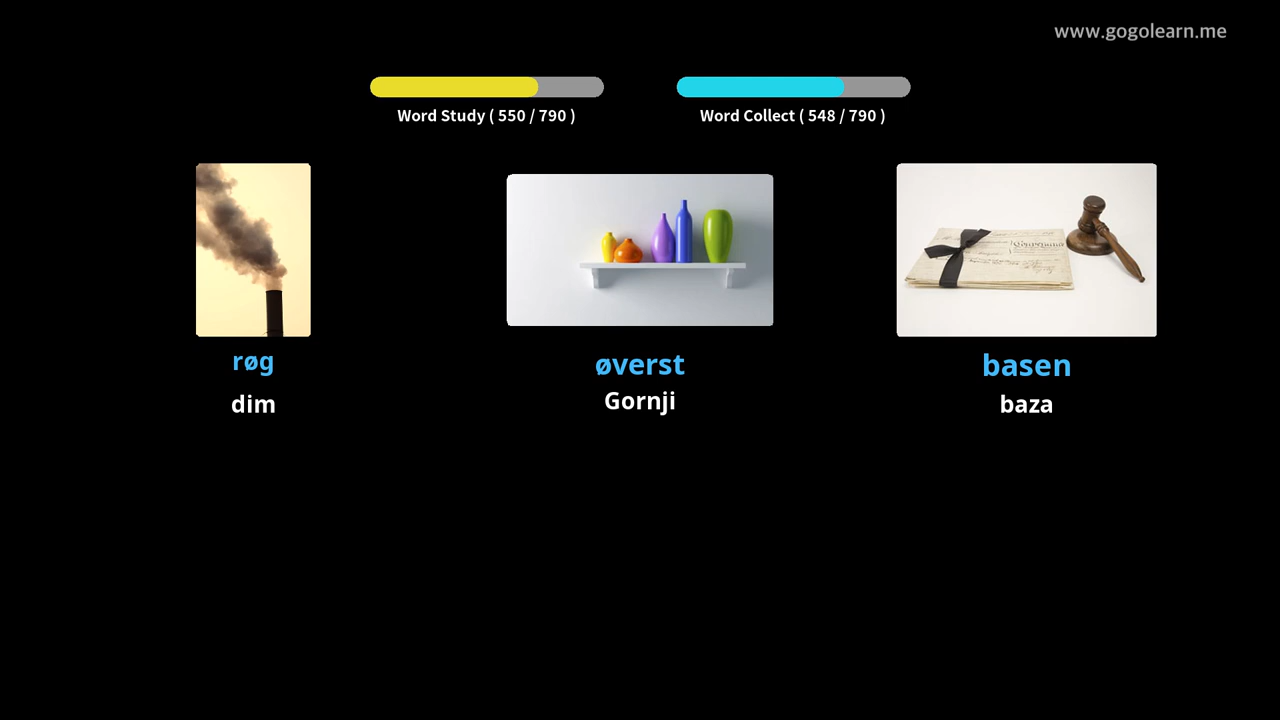 www.gogolearn.me
Word Study ( 550 / 790 )
Word Collect ( 548 / 790 )
røg
øverst
basen
dim
Gornji
baza